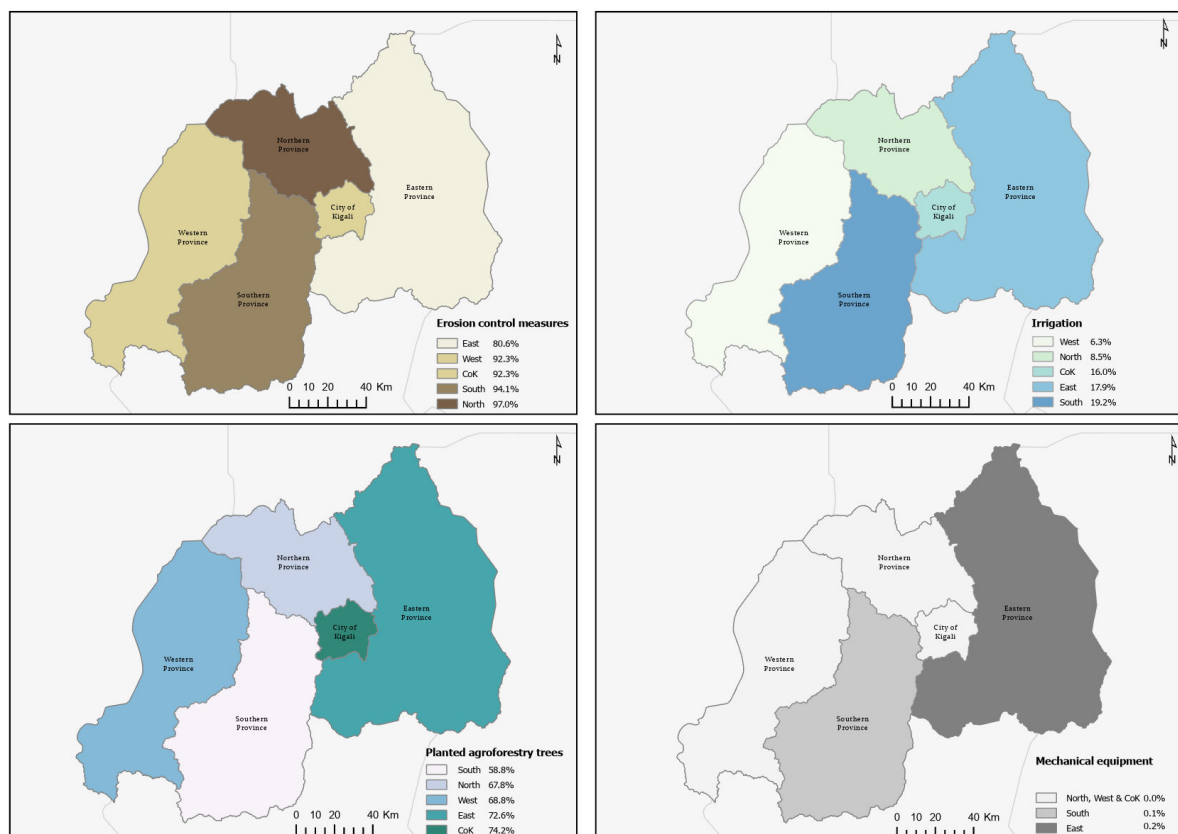 N
Northern
Province
Eastern
Province
City of
Kigali
Western
Province
Southern
Province
Erosion control measures
East 80.6%
West 92.3%
CoK 92.3%
South 94.1%
North 97.0%
0 10 20 40 Km
N
Northern
Province
Eastern
Province
City of
Kigali
Western
Province
Southern
Province
Irrigation
West 6.3%
North 8.5%
CoK 16.0%
East 17.9%
South 19.2%
0 10 20 40 Km
N
Northern
Province
Eastern
Province
City of
Kigali
Western
Province
Southern
Province
Planted agroforestry trees
South 58.8%
North 67.8%
West 68.8%
East 72.6%
CoK 74.2%
0 10 20 40 Km
N
Northern
Province
Eastern
Province
City of
Kigali
Western
Province
Southern
Province
Mechanical equipment
North, West & CoK 0.0%
South 0.1%
East 0.2%
0 10 20 40 Km